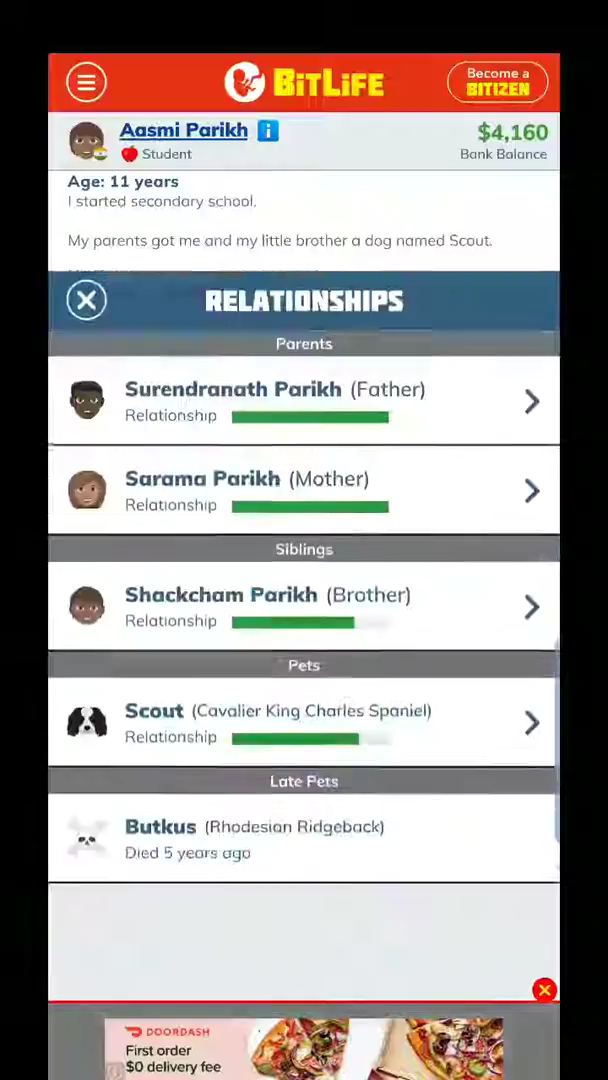 BITLIFE
Become a
BITIZEN
Aasmi Parikh
$4,160
Student
Bank Balance
Age: 11 years
I started secondary school.
My parents got me and my little brother a dog named Scout.
RELATIONSHIPS
Parents
Surendranath Parikh (Father)
Relationship
Sarama Parikh (Mother)
Relationship
Siblings
Shackcham Parikh (Brother)
Relationship
Pets
Scout (Cavalier King Charles Spaniel)
Relationship
Late Pets
Butkus (Rhodesian Ridgeback)
Died 5 years ago
DOORDASH
First order
$0 delivery fee